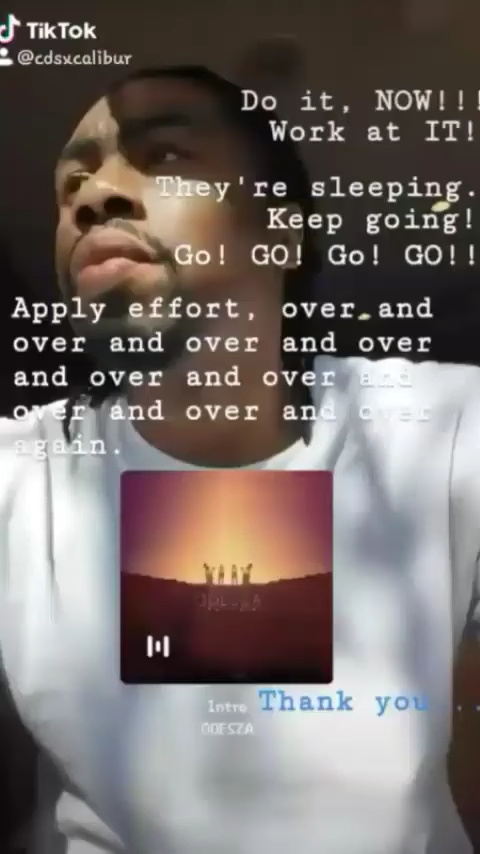 TikTok
@cdsxcalibur
Do it, NOW!!!
Work at IT!
They're sleeping.
Keep going!
Go! GO! Go! GO!!
Apply effort, over and
over and over and over
and over and over and
over and over and over
again.
Intro
ODESZA
Thank you...